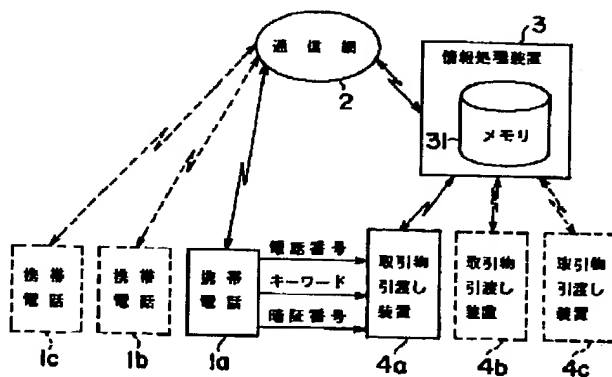 通信網
2
3
情報処理装置
31
メモリ
携帯
電話
1c
携帯
電話
1b
携帯
電話
1a
電話番号
キーワード
暗証番号
取引物
引渡し
装置
4a
取引物
引渡し
装置
4b
取引物
引渡し
装置
4c